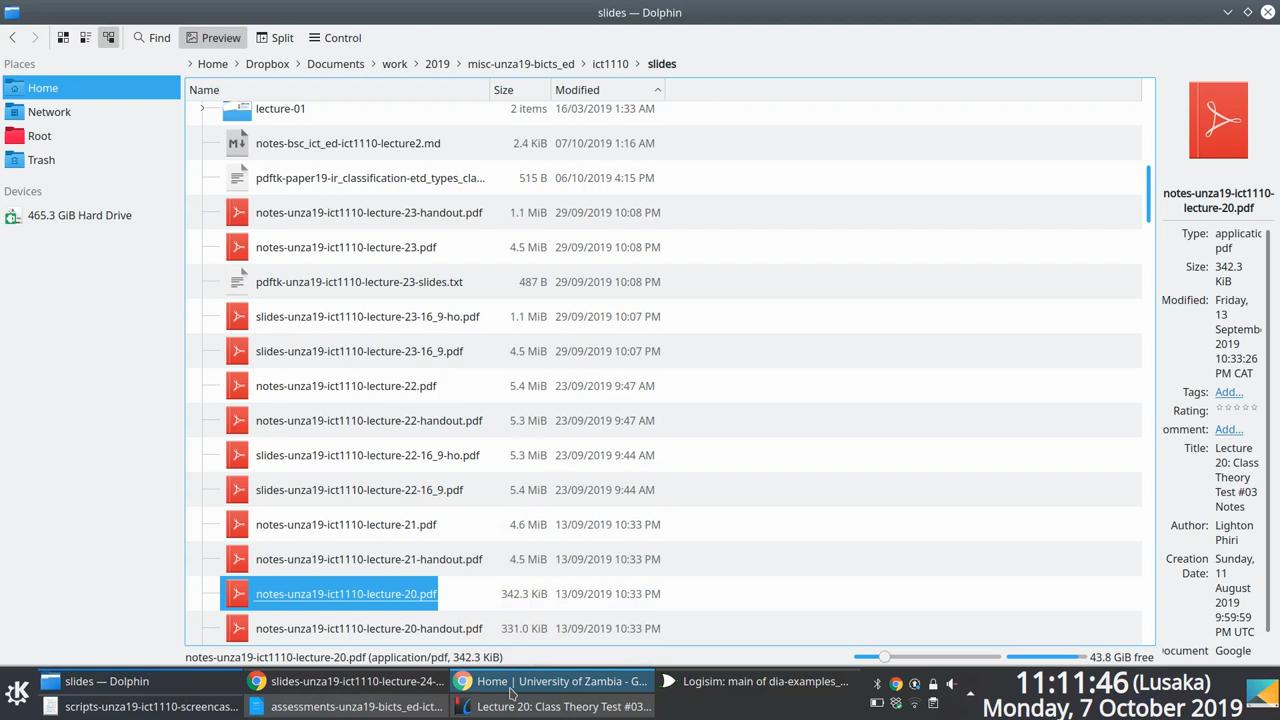 slides — Dolphin
Find Preview Split Control
Places
Home
Network
Root
Trash
Devices
465.3 GiB Hard Drive
Home > Dropbox > Documents > work > 2019 > misc-unza19-bicts_ed > ict1110 > slides
Name Size Modified
lecture-01 2 items 16/03/2019 1:33 AM
notes-bsc_ict_ed-ict1110-lecture2.md 2.4 KiB 07/10/2019 1:16 AM
pdftk-paper19-ir_classification-etd_types_cla... 515 B 06/10/2019 4:15 PM
notes-unza19-ict1110-lecture-23-handout.pdf 1.1 MiB 29/09/2019 10:08 PM
notes-unza19-ict1110-lecture-23.pdf 4.5 MiB 29/09/2019 10:08 PM
pdftk-unza19-ict1110-lecture-23-slides.txt 487 B 29/09/2019 10:08 PM
slides-unza19-ict1110-lecture-23-16_9-ho.pdf 1.1 MiB 29/09/2019 10:07 PM
slides-unza19-ict1110-lecture-23-16_9.pdf 4.5 MiB 29/09/2019 10:07 PM
notes-unza19-ict1110-lecture-22.pdf 5.4 MiB 23/09/2019 9:47 AM
notes-unza19-ict1110-lecture-22-handout.pdf 5.3 MiB 23/09/2019 9:47 AM
slides-unza19-ict1110-lecture-22-16_9-ho.pdf 5.3 MiB 23/09/2019 9:44 AM
slides-unza19-ict1110-lecture-22-16_9.pdf 5.4 MiB 23/09/2019 9:44 AM
notes-unza19-ict1110-lecture-21.pdf 4.6 MiB 13/09/2019 10:33 PM
notes-unza19-ict1110-lecture-21-handout.pdf 4.5 MiB 13/09/2019 10:33 PM
notes-unza19-ict1110-lecture-20.pdf 342.3 KiB 13/09/2019 10:33 PM
notes-unza19-ict1110-lecture-20-handout.pdf 331.0 KiB 13/09/2019 10:33 PM
notes-unza19-ict1110-lecture-20.pdf (application/pdf, 342.3 KiB) 43.8 GiB free
notes-unza19-ict1110-
lecture-20.pdf
Type: applicatio
pdf
Size: 342.3
KiB
Modified: Friday,
13
Septembe
2019
10:33:26
PM CAT
Tags: Add...
Rating:
omment: Add...
Title: Lecture
20: Class
Theory
Test #03
Notes
Author: Lighton
Phiri
Creation Sunday,
Date: 11
August
2019
9:59:59
PM UTC
ocument Google
slides — Dolphin
slides-unza19-ict1110-lecture-24-...
Home | University of Zambia - G...
Logisim: main of dia-examples_...
scripts-unza19-ict1110-screencas...
assessments-unza19-bicts_ed-ict...
Lecture 20: Class Theory Test #03...
11:11:46 (Lusaka)
Monday, 7 October 2019